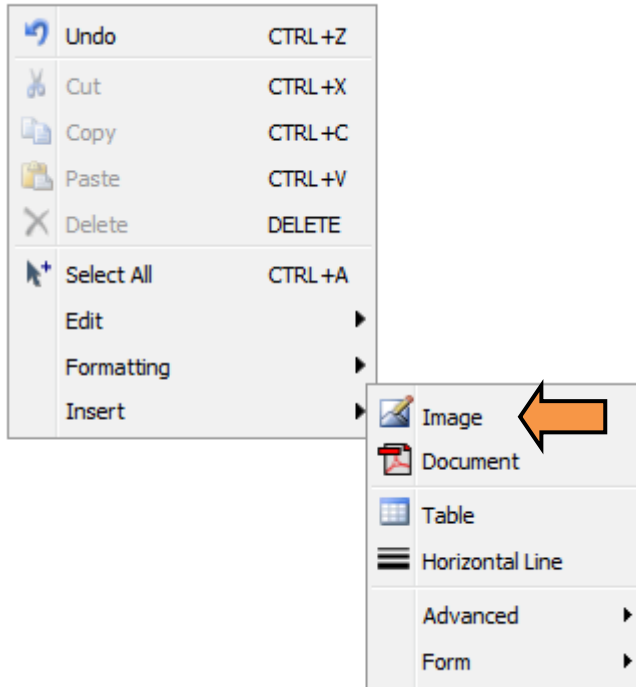 Undo CTRL+Z
Cut CTRL+X
Copy CTRL+C
Paste CTRL+V
Delete DELETE
Select All CTRL+A
Edit
Formatting
Insert
Image
Document
Table
Horizontal Line
Advanced
Form